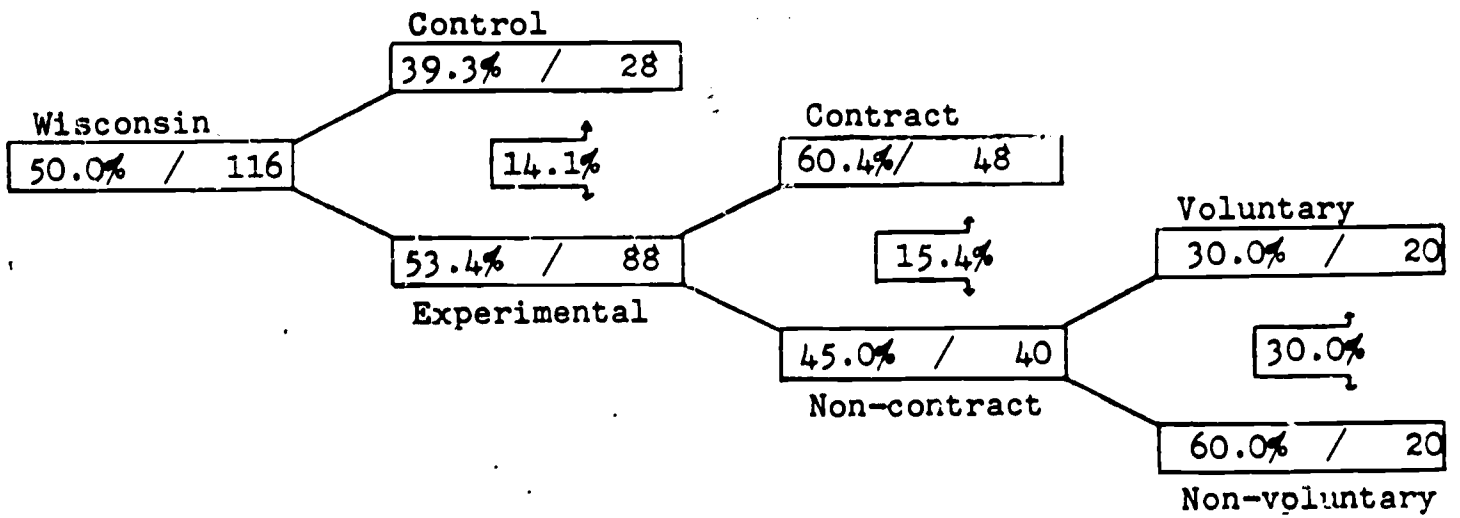 Control
39.3% / 28
Wisconsin
50.0% / 116
14.1%
Contract
60.4%/ 48
53.4% / 88
Experimental
15.4%
Voluntary
30.0% / 20
45.0% / 40
Non-contract
30.0%
60.0% / 20
Non-voluntary